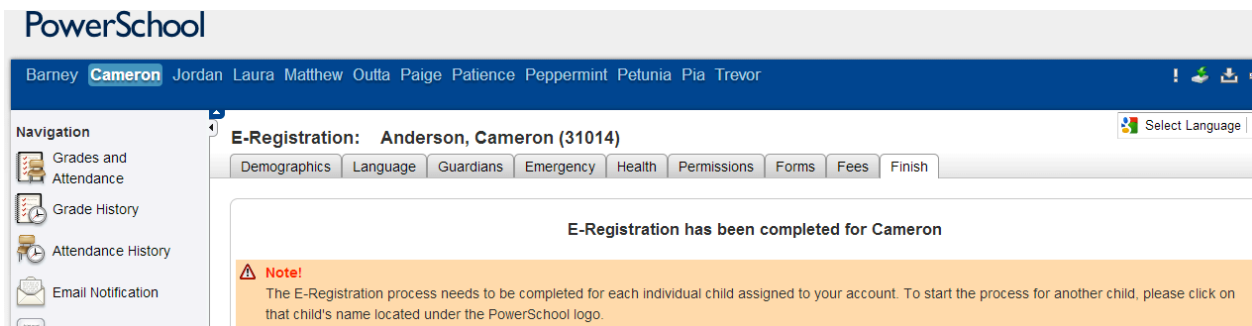 PowerSchool
Barney Cameron Jordan Laura Matthew Outta Paige Patience Peppermint Petunia Pia Trevor
Navigation
Grades and
Attendance
Grade History
Attendance History
Email Notification
Select Language
E-Registration: Anderson, Cameron (31014)
Demographics Language Guardians Emergency Health Permissions Forms Fees Finish
E-Registration has been completed for Cameron
Note!
The E-Registration process needs to be completed for each individual child assigned to your account. To start the process for another child, please click on
that child's name located under the PowerSchool logo.